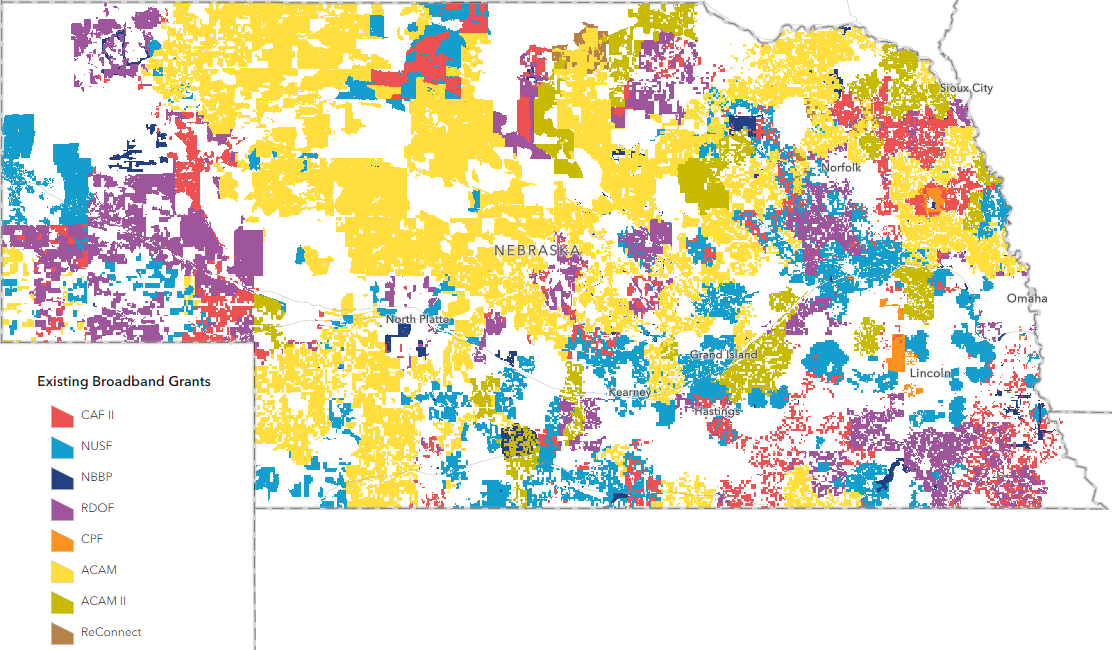 Sioux City
Norfolk
NEBRASKA
Omaha
North Platte
Grand Island
Lincoln
Existing Broadband Grants
Kearney
Hastings
CAF II
NUSF
NBBP
RDOF
CPF
ACAM
ACAM II
ReConnect